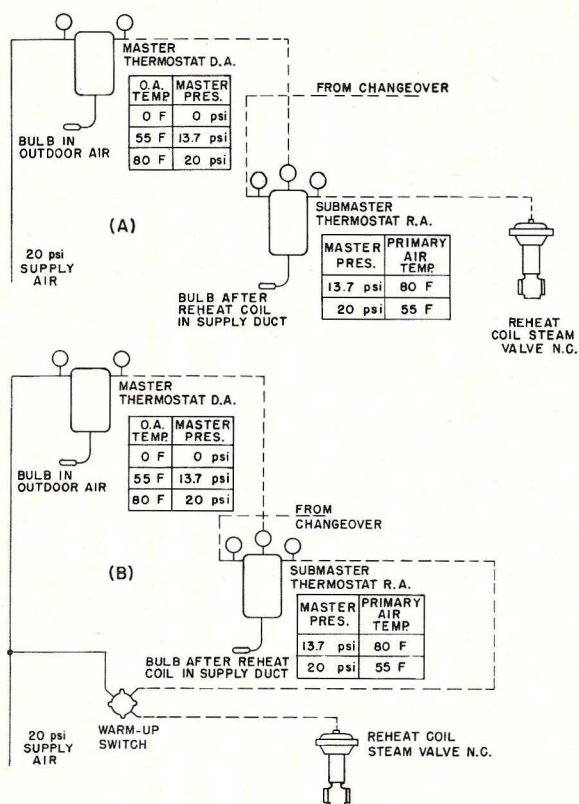 MASTER
THERMOSTAT D.A.
O.A. TEMP. MASTER PRES.
0 F 0 psi
55 F 13.7 psi
80 F 20 psi
BULB IN
OUTDOOR AIR
FROM CHANGEOVER
(A)
SUBMASTER
THERMOSTAT R.A.
MASTER PRES. PRIMARY AIR TEMP.
13.7 psi 80 F
20 psi 55 F
20 psi
SUPPLY
AIR
BULB AFTER
REHEAT COIL
IN SUPPLY DUCT
REHEAT
COIL STEAM
VALVE N.C.
MASTER
THERMOSTAT D.A.
O.A. TEMP. MASTER PRES.
0 F 0 psi
55 F 13.7 psi
80 F 20 psi
BULB IN
OUTDOOR AIR
FROM
CHANGEOVER
(B)
SUBMASTER
THERMOSTAT R.A.
MASTER PRES. PRIMARY AIR TEMP.
13.7 psi 80 F
20 psi 55 F
BULB AFTER REHEAT
COIL IN SUPPLY DUCT
20 psi
SUPPLY
AIR
WARM-UP
SWITCH
REHEAT COIL
STEAM VALVE N.C.